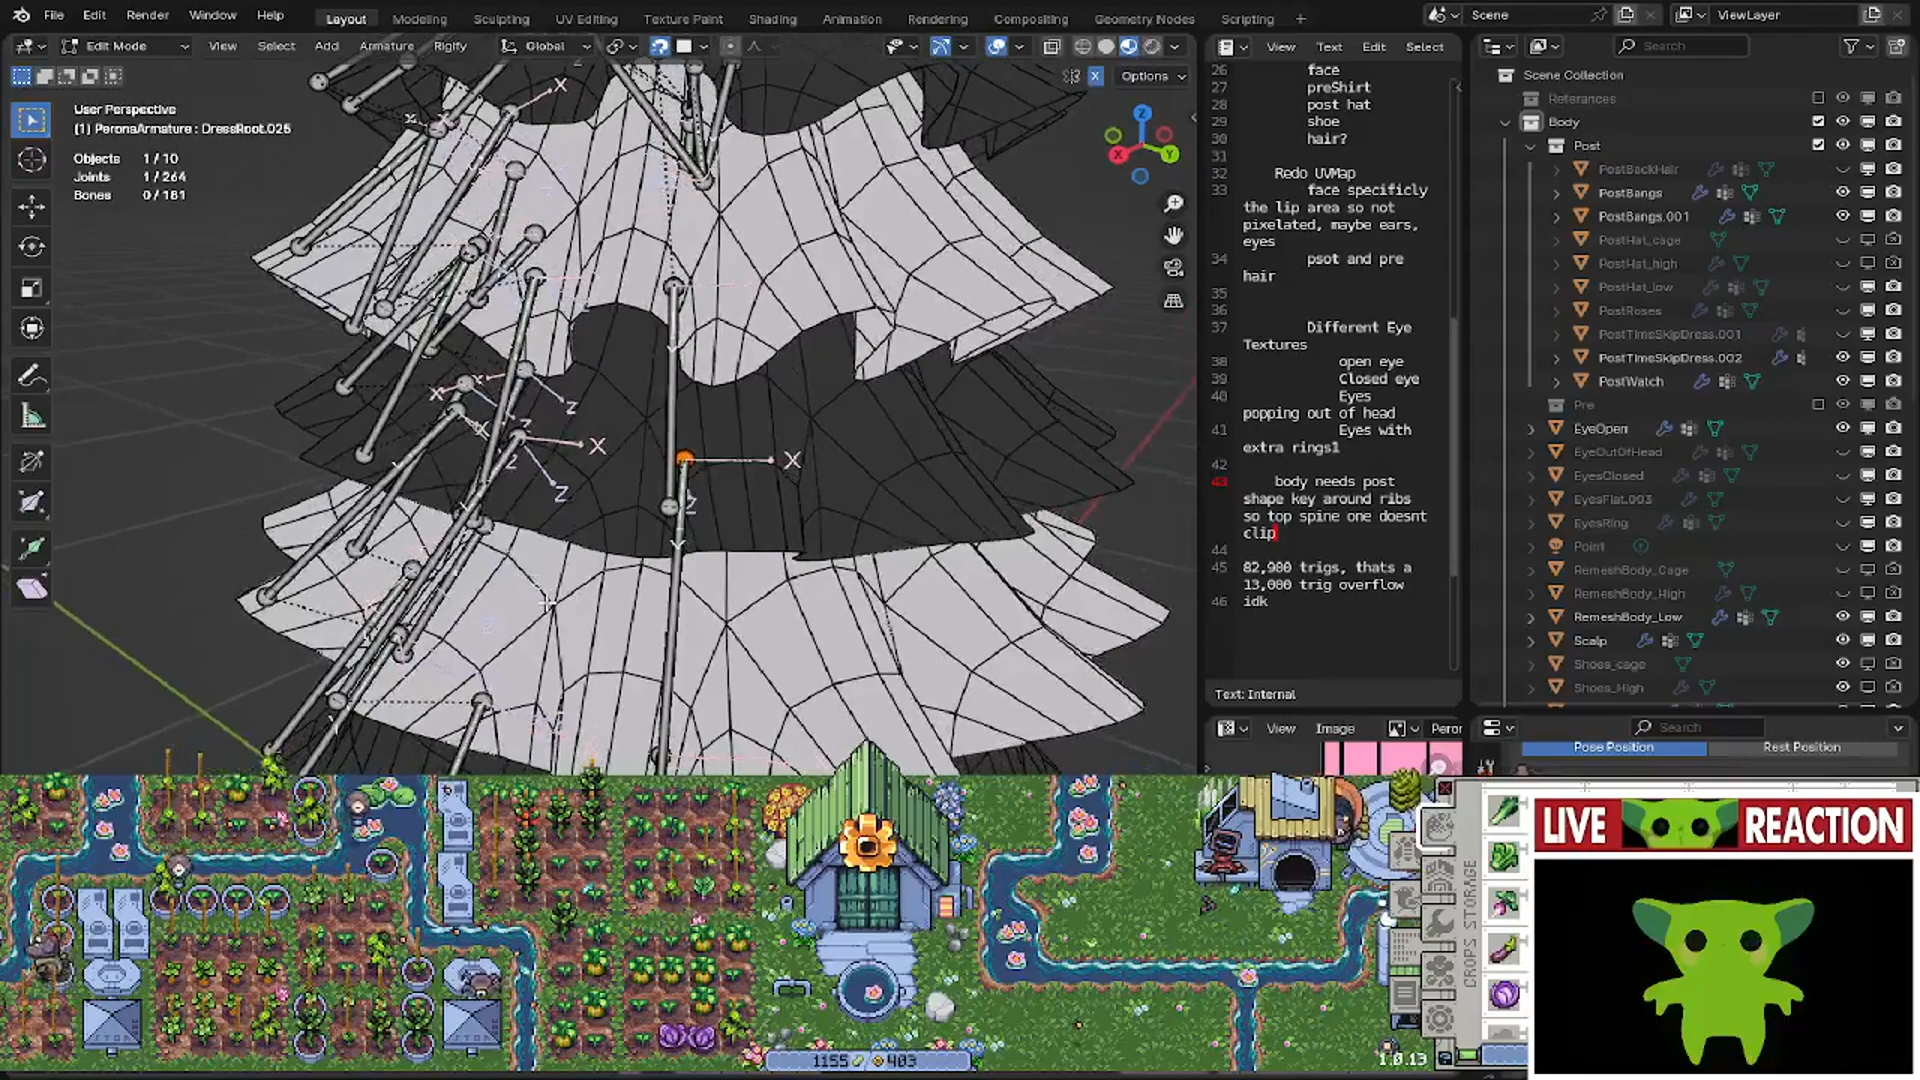 File Edit Render Window Help Layout Modeling Sculpting UV Editing Texture Paint Shading Animation Rendering Compositing Geometry Nodes Scripting + Scene ViewLayer
Edit Mode View Select Add Armature Rigify Global View Text Edit Select Search
Options
User Perspective
(1) PeronaArmature : DressRoot.025
Objects 1/10
Joints 1/264
Bones 0/181
X
Z
Y
X
X
Z
X
Z
X
Z
26 face
27 preShirt
28 post hat
29 shoe
30 hair?
31
32 Redo UVMap
33 face specificly
the lip area so not
pixelated, maybe ears,
eyes
34 psot and pre
hair
35
36
37 Different Eye
Textures
38 open eye
39 Closed eye
40 Eyes
popping out of head
41 Eyes with
extra rings1
42
43 body needs post
shape key around ribs
so top spine one doesnt
clip
44
45 82,980 trigs, thats a
13,000 trig overflow
46 idk
Text: Internal
View Image Peror
Scene Collection
References
Body
Post
PostBackHair
PostBangs
PostBangs.001
PostHat_cage
PostHat_high
PostHat_low
PostRoses
PostTimeSkipDress.001
PostTimeSkipDress.002
PostWatch
Pre
EyeOpen
EyeOutOfHead
EyesClosed
EyesFlat.003
EyesRing
Point
RemeshBody_Cage
RemeshBody_High
RemeshBody_Low
Scalp
Shoes_cage
Shoes_High
Search
Pose Position Rest Position
LIVE REACTION
CROPS STORAGE
1155 403
1.0.13